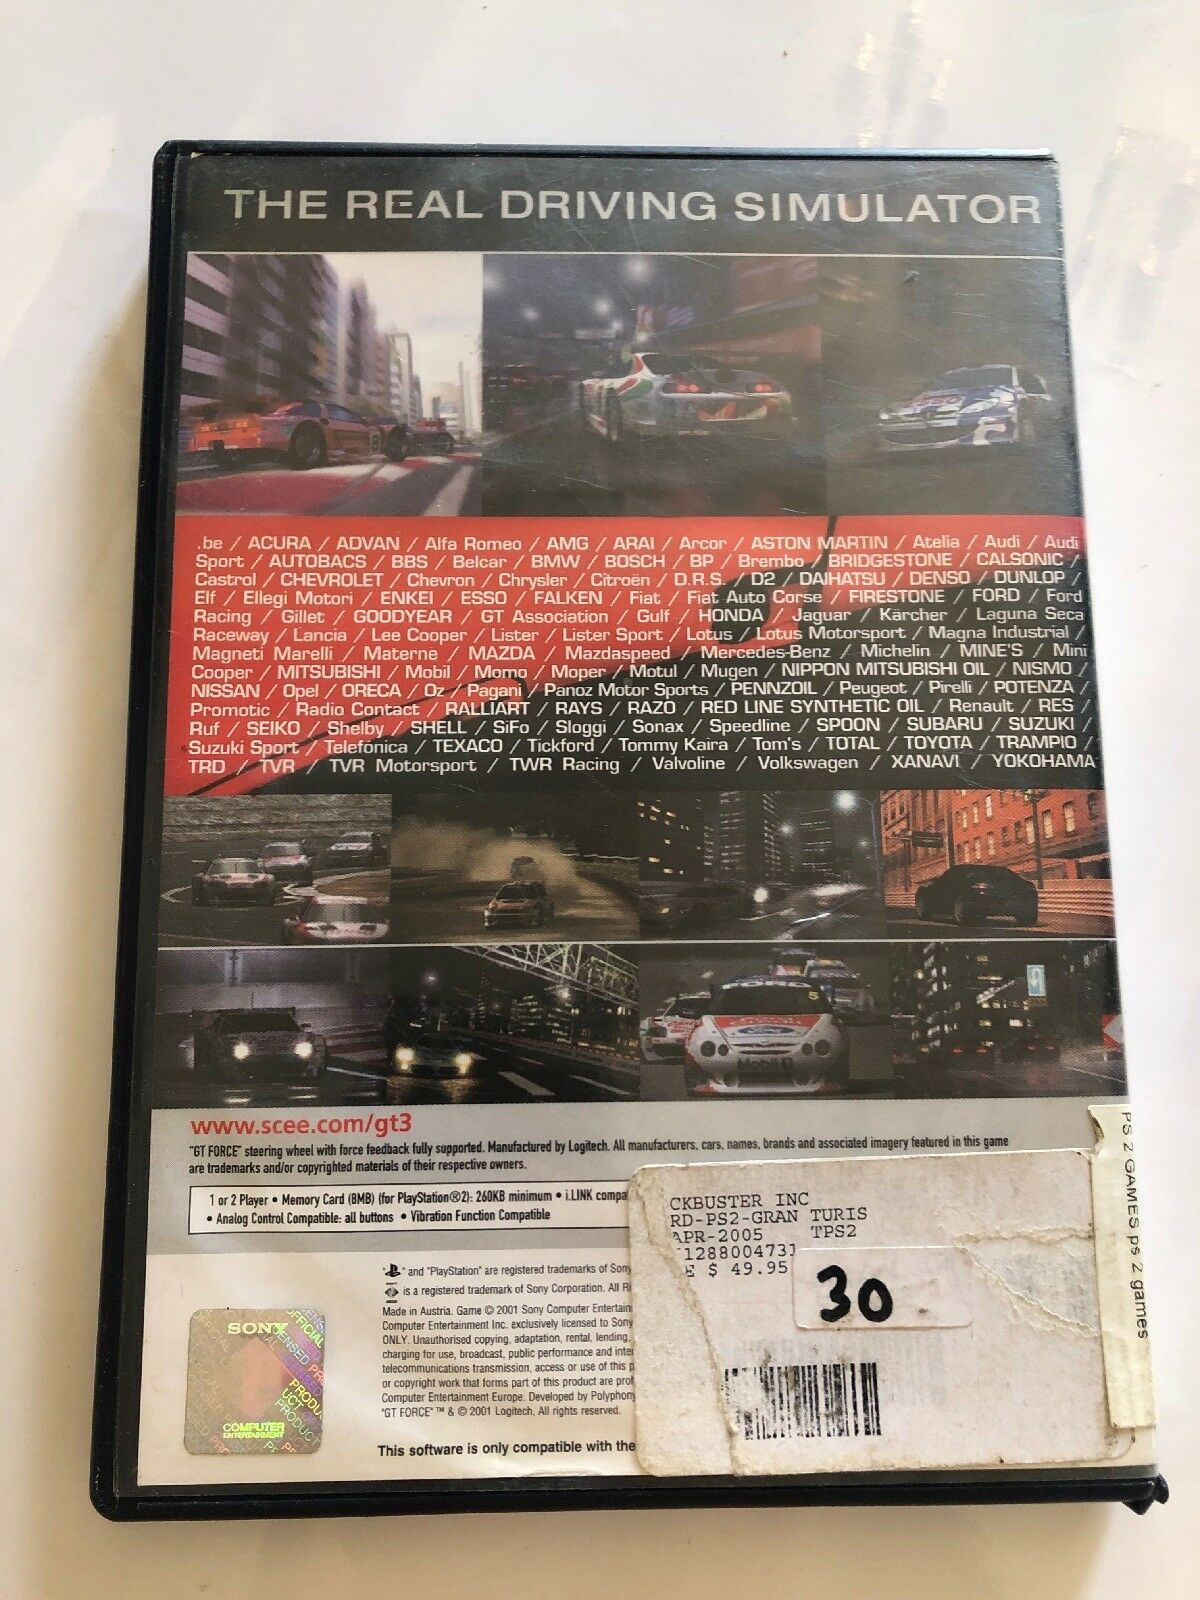 THE REAL DRIVING SIMULATOR
.be / ACURA / ADVAN / Alfa Romeo / AMG / ARAI / Arcor / ASTON MARTIN / Atelia / Audi / Audi
Sport / AUTOBACS / BBS / Belcar / BMW / BOSCH / BP / Brembo / BRIDGESTONE / CALSONIC /
Castrol / CHEVROLET / Chevron / Chrysler / Citroën / D.R.S. / D2 / DAIHATSU / DENSO / DUNLOP /
Elf / Ellegi Motori / ENKEI / ESSO / FALKEN / Fiat / Fiat Auto Corse / FIRESTONE / FORD / Ford
Racing / Gillet / GOODYEAR / GT Association / Gulf / HONDA / Jaguar / Kärcher / Laguna Seca
Raceway / Lancia / Lee Cooper / Lister / Lister Sport / Lotus / Lotus Motorsport / Magna Industrial /
Magneti Marelli / Materne / MAZDA / Mazdaspeed / Mercedes-Benz / Michelin / MINE'S / Mini
Cooper / MITSUBISHI / Mobil / Momo / Moper / Motul / Mugen / NIPPON MITSUBISHI OIL / NISMO /
NISSAN / Opel / ORECA / Oz / Pagani / Panoz Motor Sports / PENNZOIL / Peugeot / Pirelli / POTENZA /
Promotic / Radio Contact / RALLIART / RAYS / RAZO / RED LINE SYNTHETIC OIL / Renault / RES /
Ruf / SEIKO / Shelby / SHELL / SiFo / Sloggi / Sonax / Speedline / SPOON / SUBARU / SUZUKI /
Suzuki Sport / Telefónica / TEXACO / Tickford / Tommy Kaira / Tom's / TOTAL / TOYOTA / TRAMPIO /
TRD / TVR / TVR Motorsport / TWR Racing / Valvoline / Volkswagen / XANAVI / YOKOHAMA
www.scee.com/gt3
"GT FORCE" steering wheel with force feedback fully supported. Manufactured by Logitech. All manufacturers, cars, names, brands and associated imagery featured in this game
are trademarks and/or copyrighted materials of their respective owners.
1 or 2 Player • Memory Card (8MB) (for PlayStation®2): 260KB minimum • i.LINK compa
• Analog Control Compatible: all buttons • Vibration Function Compatible
" " and "PlayStation" are registered trademarks of Sony
is a registered trademark of Sony Corporation. All Ri
Made in Austria. Game © 2001 Sony Computer Entertain
Computer Entertainment Inc. exclusively licensed to Sony
ONLY. Unauthorised copying, adaptation, rental, lending,
charging for use, broadcast, public performance and inte
telecommunications transmission, access or use of this p
or copyright work that forms part of this product are prof
Computer Entertainment Europe. Developed by Polyphony
"GT FORCE" ™ & © 2001 Logitech, All rights reserved.
This software is only compatible with the
SONY
COMPUTER
ENTERTAINMENT
CKBUSTER INC
RD-PS2-GRAN TURIS
APR-2005 TPS2
1288004731
E $ 49.95
30
PS 2 GAMES ps 2 games